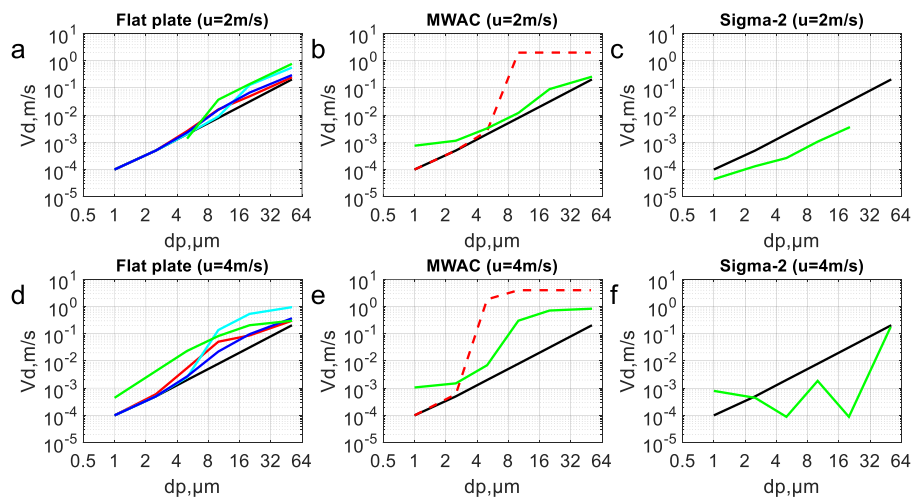 a
Flat plate (u=2m/s)
Vd,m/s
10^1
10^0
10^-1
10^-2
10^-3
10^-4
10^-5
0.5 1 2 4 8 16 32 64
dp,µm
b
MWAC (u=2m/s)
Vd,m/s
10^1
10^0
10^-1
10^-2
10^-3
10^-4
10^-5
0.5 1 2 4 8 16 32 64
dp,µm
c
Sigma-2 (u=2m/s)
Vd,m/s
10^1
10^0
10^-1
10^-2
10^-3
10^-4
10^-5
0.5 1 2 4 8 16 32 64
dp,µm
d
Flat plate (u=4m/s)
Vd,m/s
10^1
10^0
10^-1
10^-2
10^-3
10^-4
10^-5
0.5 1 2 4 8 16 32 64
dp,µm
e
MWAC (u=4m/s)
Vd,m/s
10^1
10^0
10^-1
10^-2
10^-3
10^-4
10^-5
0.5 1 2 4 8 16 32 64
dp,µm
f
Sigma-2 (u=4m/s)
Vd,m/s
10^1
10^0
10^-1
10^-2
10^-3
10^-4
10^-5
0.5 1 2 4 8 16 32 64
dp,µm